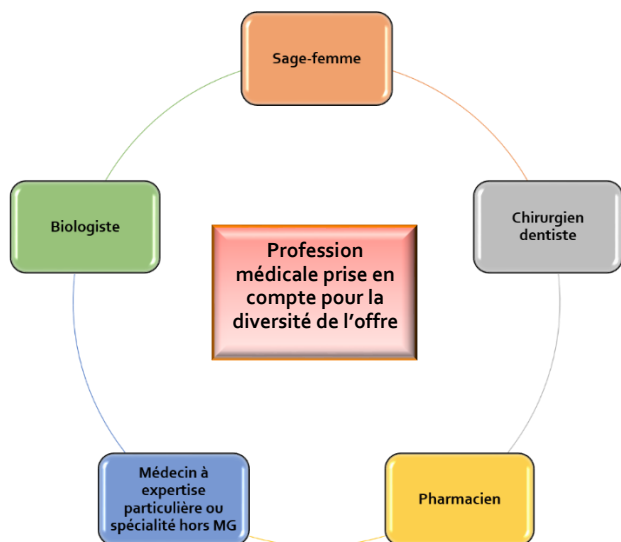 Sage-femme
Biologiste
Chirurgien
dentiste
Profession
médicale prise en
compte pour la
diversité de l'offre
Médecin à
expertise
particulière ou
spécialité hors MG
Pharmacien